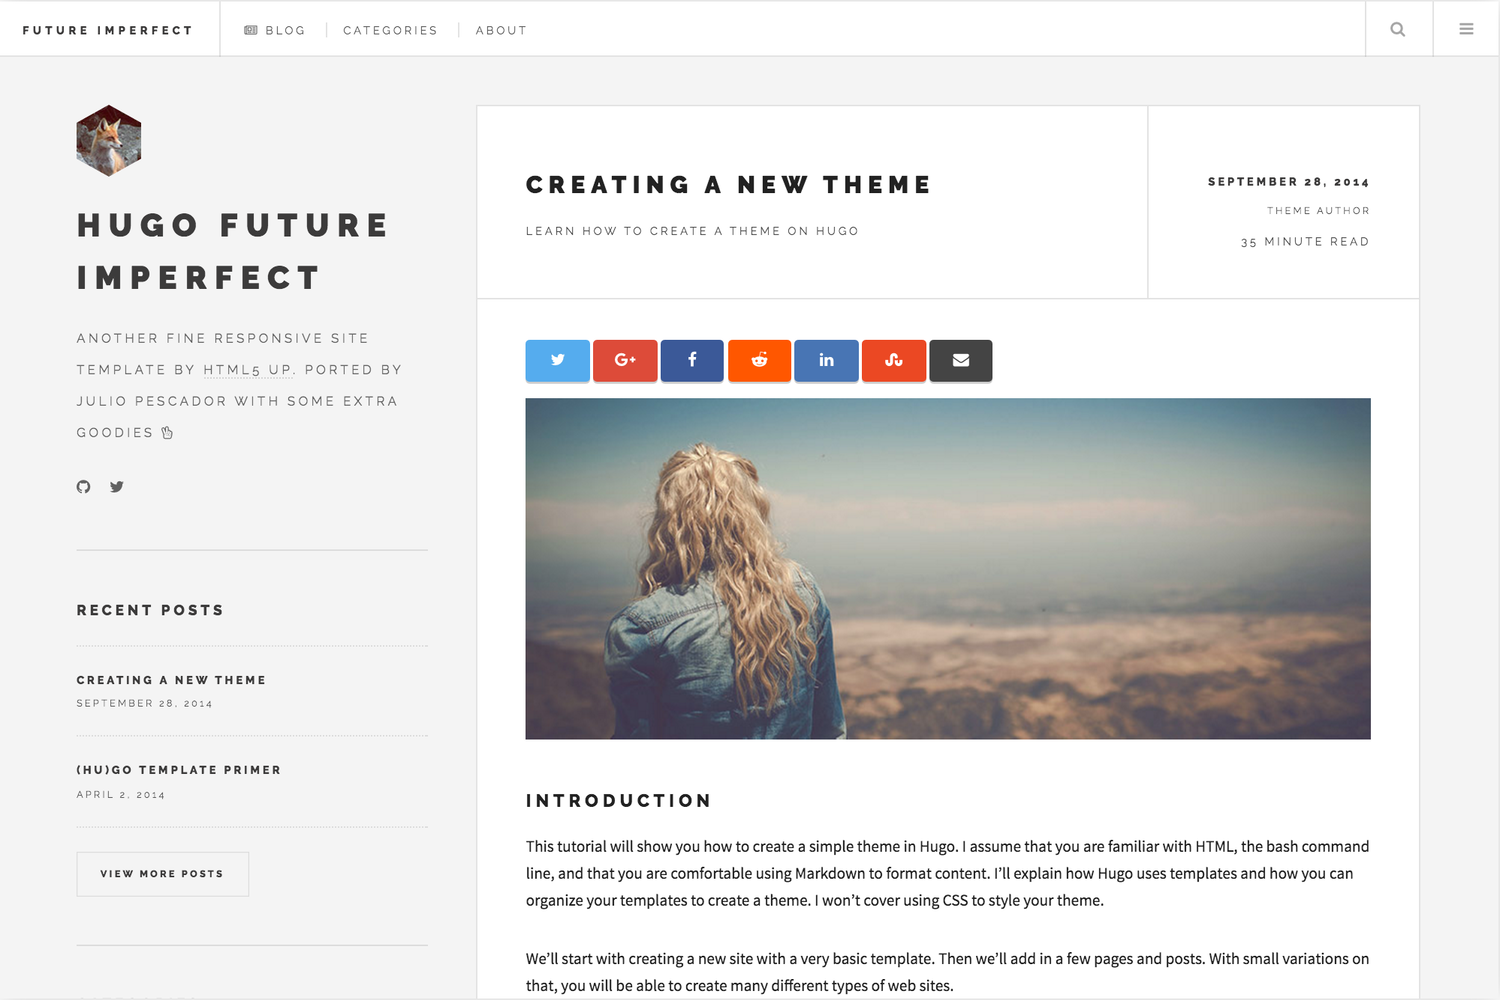 FUTURE IMPERFECT
BLOG
CATEGORIES
ABOUT
HUGO FUTURE
IMPERFECT
ANOTHER FINE RESPONSIVE SITE
TEMPLATE BY HTML5 UP. PORTED BY
JULIO PESCADOR WITH SOME EXTRA
GOODIES
RECENT POSTS
CREATING A NEW THEME
SEPTEMBER 28, 2014
(HU)GO TEMPLATE PRIMER
APRIL 2, 2014
VIEW MORE POSTS
CREATING A NEW THEME
LEARN HOW TO CREATE A THEME ON HUGO
SEPTEMBER 28, 2014
THEME AUTHOR
35 MINUTE READ
G+
f
in
INTRODUCTION
This tutorial will show you how to create a simple theme in Hugo. I assume that you are familiar with HTML, the bash command
line, and that you are comfortable using Markdown to format content. I’ll explain how Hugo uses templates and how you can
organize your templates to create a theme. I won’t cover using CSS to style your theme.
We’ll start with creating a new site with a very basic template. Then we’ll add in a few pages and posts. With small variations on
that, you will be able to create many different types of web sites.